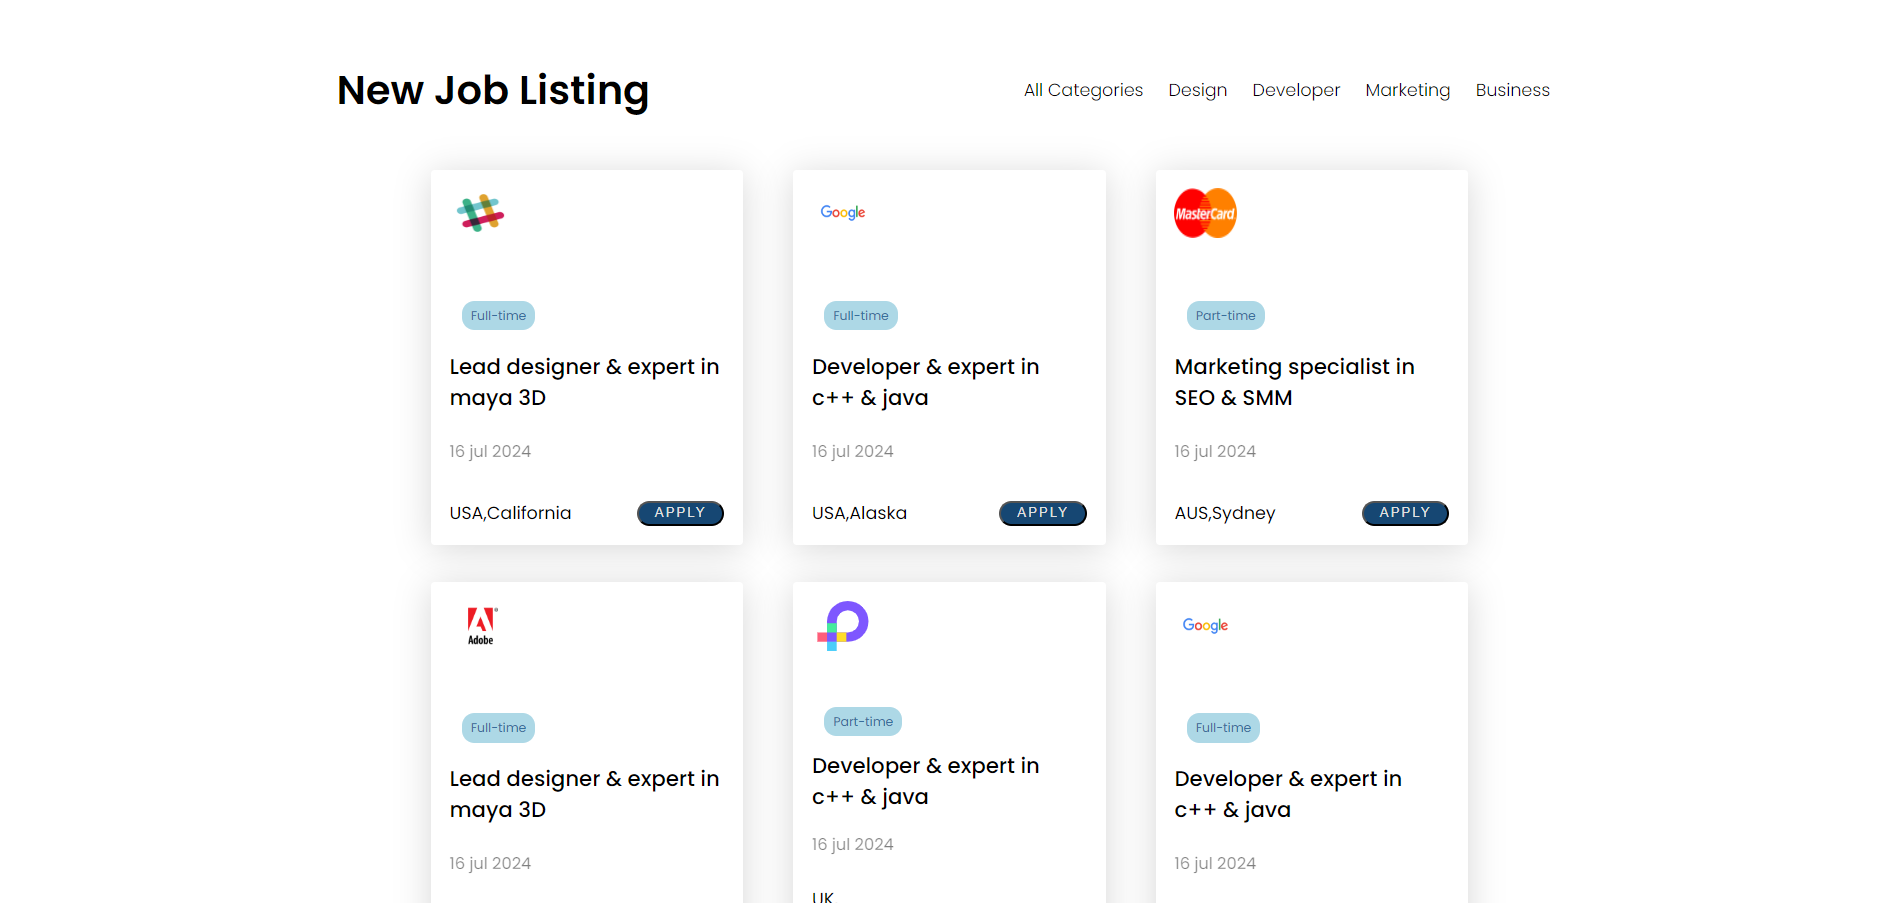 New Job Listing
All Categories Design Developer Marketing Business
Google
MasterCard
Full-time
Full-time
Part-time
Lead designer & expert in
maya 3D
Developer & expert in
c++ & java
Marketing specialist in
SEO & SMM
16 jul 2024
16 jul 2024
16 jul 2024
USA,California
APPLY
USA,Alaska
APPLY
AUS,Sydney
APPLY
Adobe
Google
Full-time
Part-time
Full-time
Lead designer & expert in
maya 3D
Developer & expert in
c++ & java
Developer & expert in
c++ & java
16 jul 2024
16 jul 2024
16 jul 2024
UK